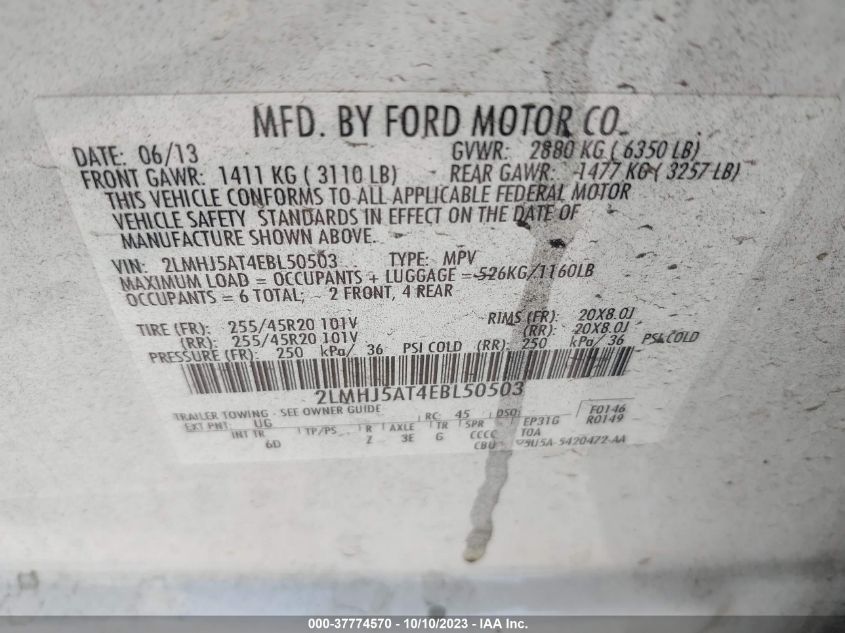 MFD. BY FORD MOTOR CO.
DATE: 06/13 GVWR: 2880 KG ( 6350 LB)
FRONT GAWR: 1411 KG ( 3110 LB) REAR GAWR: 1477 KG ( 3257 LB)
THIS VEHICLE CONFORMS TO ALL APPLICABLE FEDERAL MOTOR
VEHICLE SAFETY STANDARDS IN EFFECT ON THE DATE OF
MANUFACTURE SHOWN ABOVE.
VIN: 2LMHJ5AT4EBL50503 TYPE: MPV
MAXIMUM LOAD = OCCUPANTS + LUGGAGE = 526KG/1160LB
OCCUPANTS = 6 TOTAL; 2 FRONT, 4 REAR
TIRE (FR): 255/45R20 101V RIMS (FR): 20X8.0J
(RR): 255/45R20 101V (RR): 20X8.0J
PRESSURE (FR): 250 kPa/ 36 PSI COLD (RR): 250 kPa/ 36 PSI COLD
2LMHJ5AT4EBL50503
TRAILER TOWING - SEE OWNER GUIDE
EXT PNT: UG RC: 45 DSO: EP31G F0146
INT TR TP/PS R AXLE TR SPR TOA R0149
6D Z 3E G CCCC 9U5A-5420472-AA
CBU
000-37774570 - 10/10/2023 - IAA Inc.